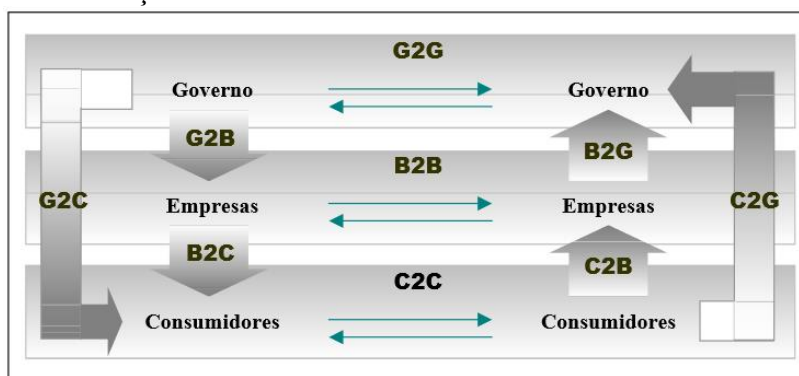 G2G
Governo Governo
G2B B2G
B2B
G2C Empresas Empresas C2G
B2C C2B
C2C
Consumidores Consumidores